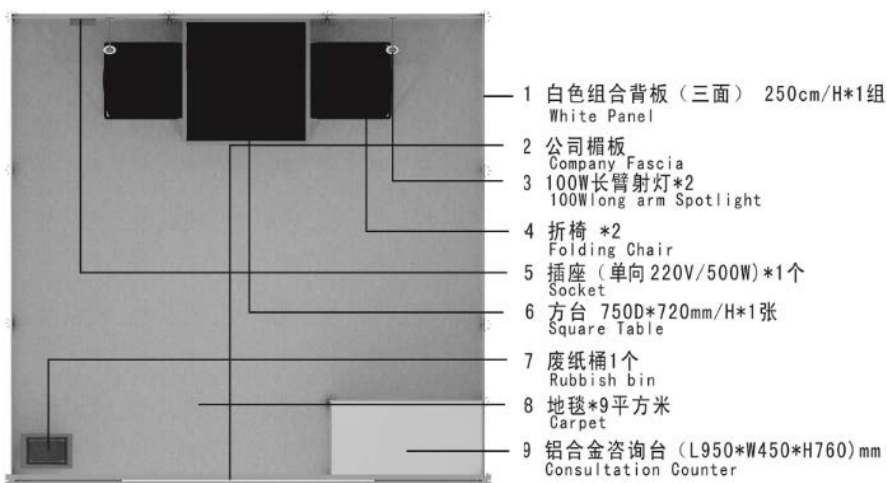 1 白色组合背板（三面） 250cm/H*1组
White Panel
2 公司楣板
Company Fascia
3 100W长臂射灯*2
100Wlong arm Spotlight
4 折椅 *2
Folding Chair
5 插座（单向220V/500W)*1个
Socket
6 方台 750D*720mm/H*1张
Square Table
7 废纸桶1个
Rubbish bin
8 地毯*9平方米
Carpet
9 铝合金咨询台（L950*W450*H760)mm
Consultation Counter